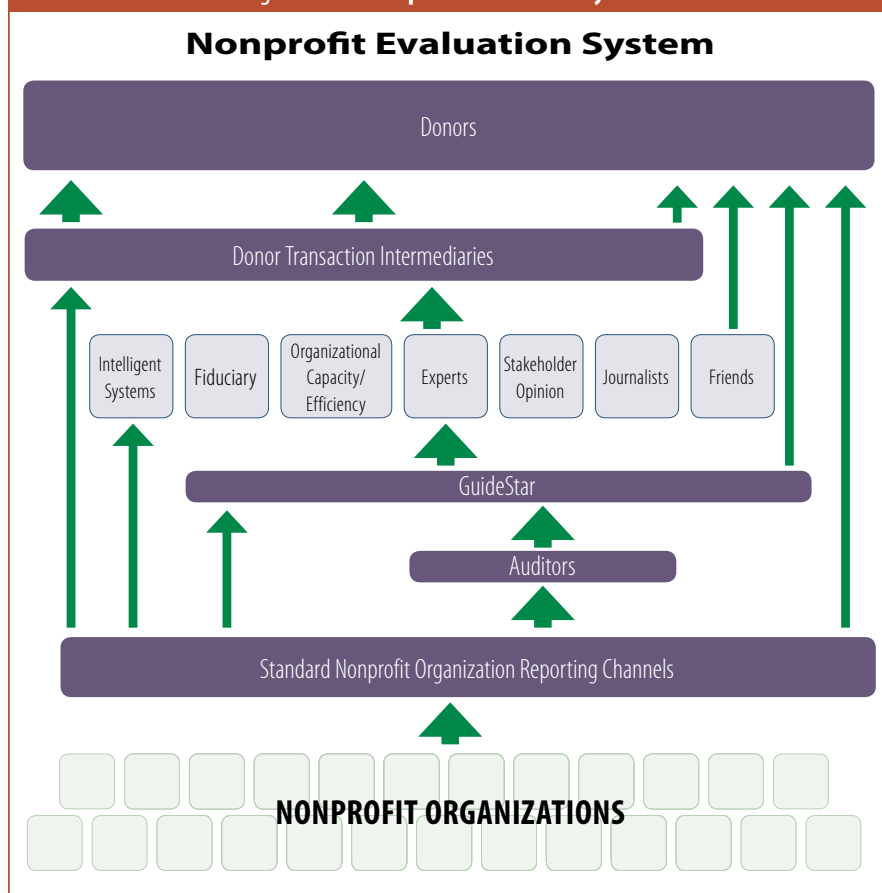 Nonprofit Evaluation System
Donors
Donor Transaction Intermediaries
Intelligent
Systems
Fiduciary
Organizational
Capacity/
Efficiency
Experts
Stakeholder
Opinion
Journalists
Friends
GuideStar
Auditors
Standard Nonprofit Organization Reporting Channels
NONPROFIT ORGANIZATIONS